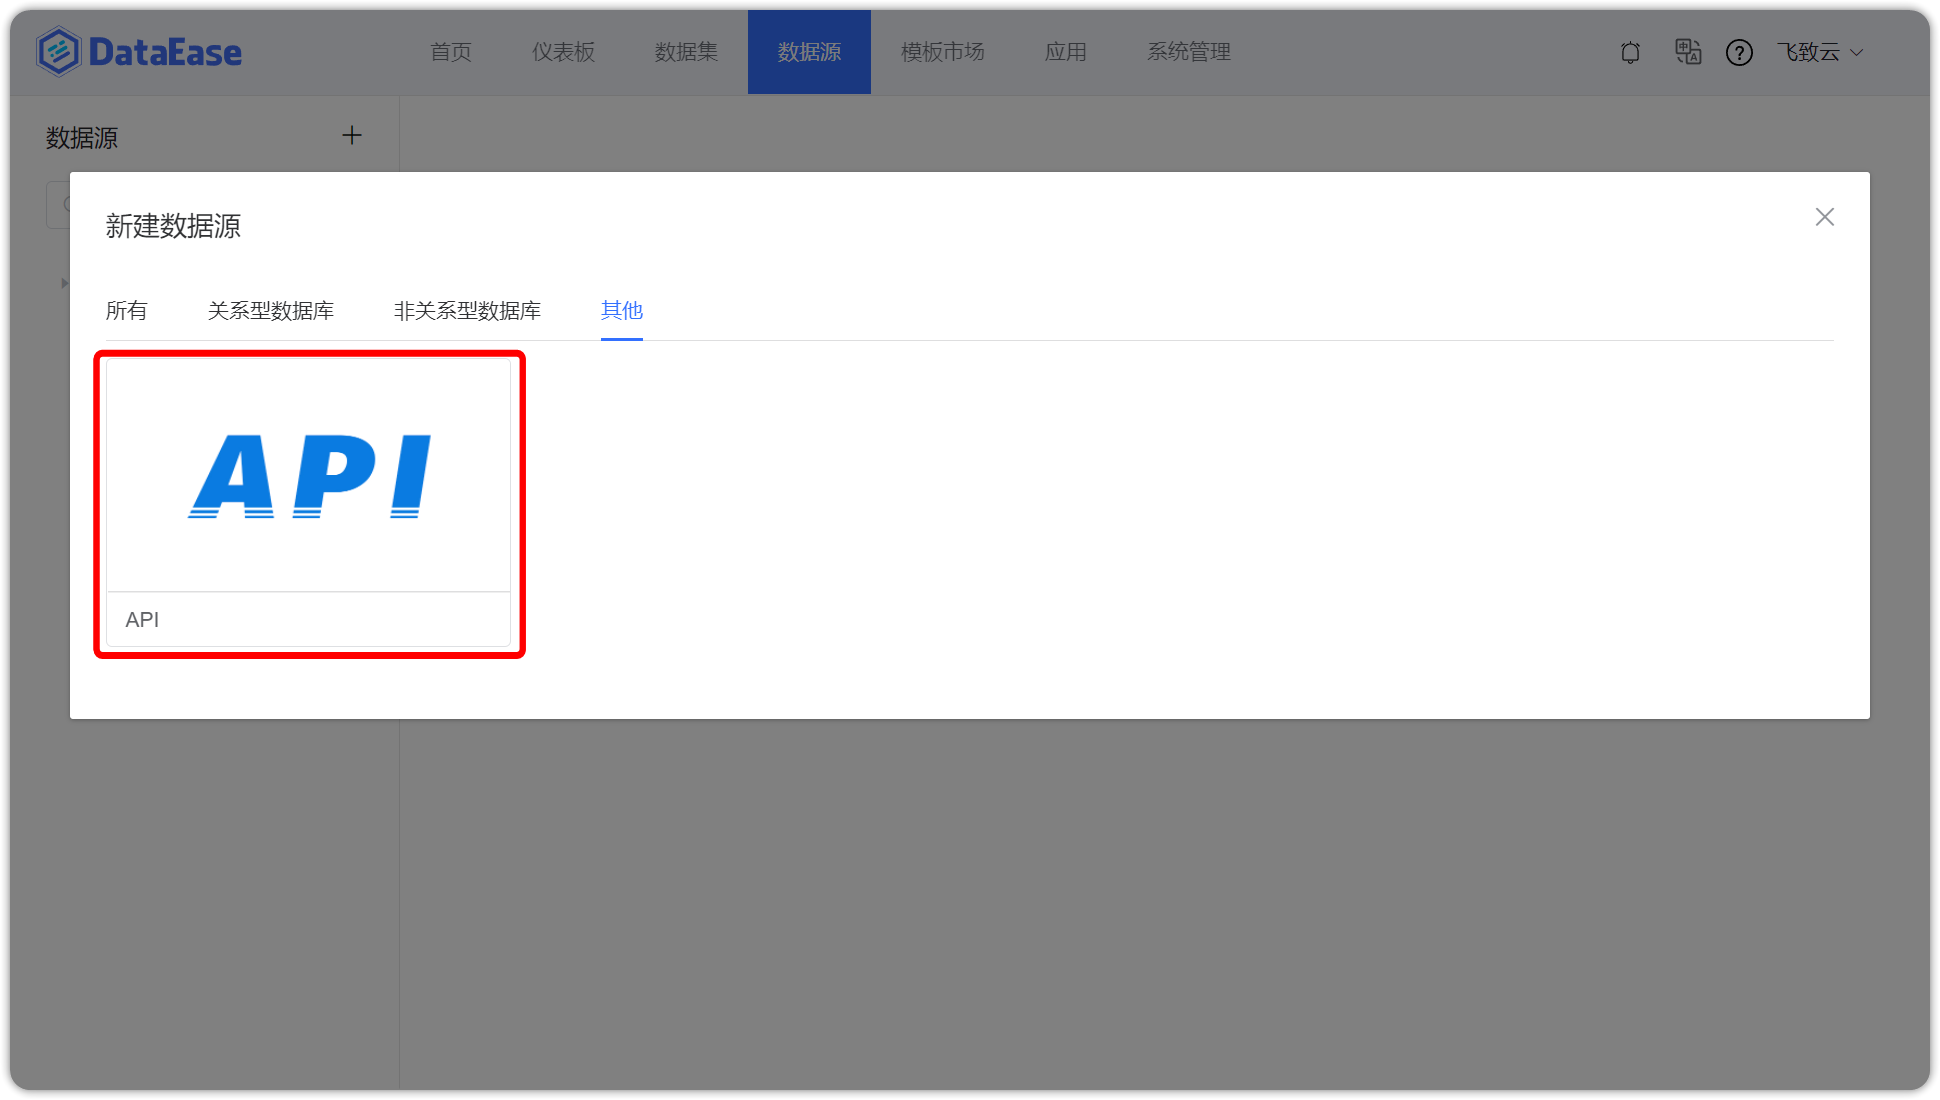 DataEase 首页 仪表板 数据集 数据源 模板市场 应用 系统管理 飞致云
数据源
新建数据源
所有 关系型数据库 非关系型数据库 其他
API
API